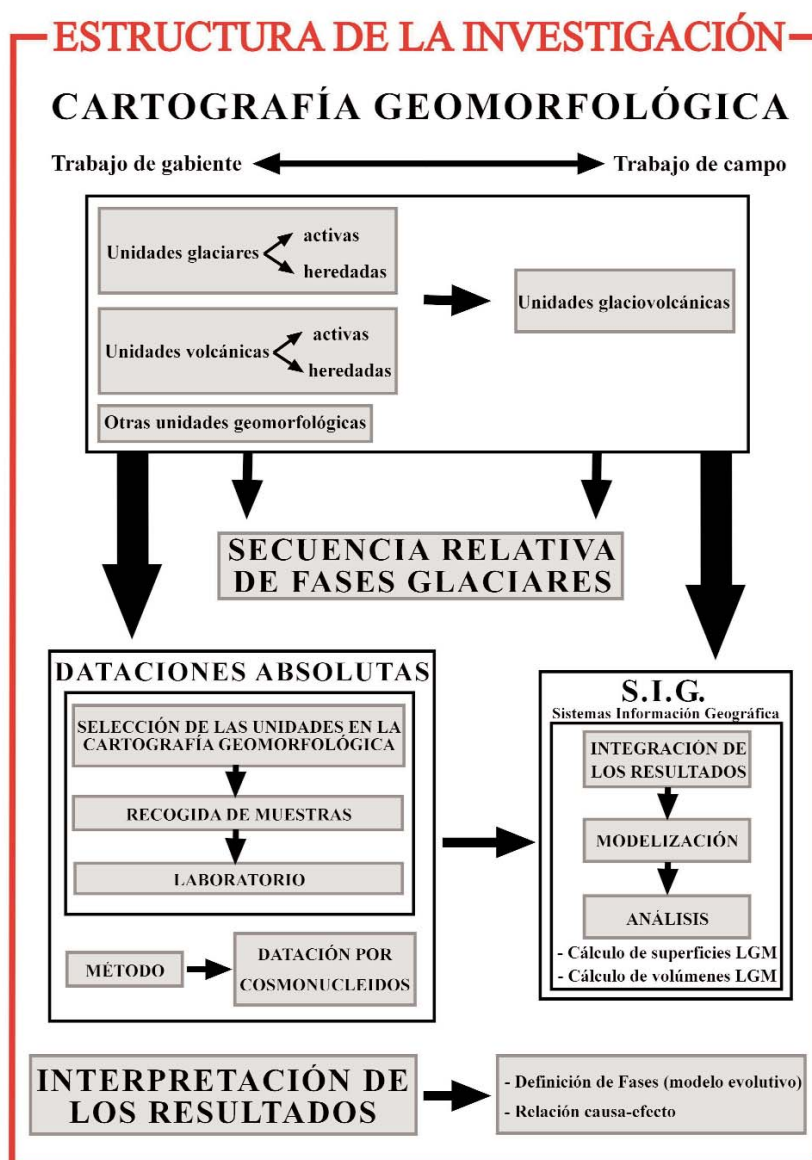 ESTRUCTURA DE LA INVESTIGACIÓN
CARTOGRAFÍA GEOMORFOLÓGICA
Trabajo de gabiente
Trabajo de campo
Unidades glaciares
activas
heredadas
Unidades glaciovolcánicas
Unidades volcánicas
activas
heredadas
Otras unidades geomorfológicas
SECUENCIA RELATIVA
DE FASES GLACIARES
DATACIONES ABSOLUTAS
SELECCIÓN DE LAS UNIDADES EN LA
CARTOGRAFÍA GEOMORFOLÓGICA
RECOGIDA DE MUESTRAS
LABORATORIO
MÉTODO
DATACIÓN POR
COSMONUCLEIDOS
S.I.G.
Sistemas Información Geográfica
INTEGRACIÓN DE
LOS RESULTADOS
MODELIZACIÓN
ANÁLISIS
- Cálculo de superficies LGM
- Cálculo de volúmenes LGM
INTERPRETACIÓN DE
LOS RESULTADOS
- Definición de Fases (modelo evolutivo)
- Relación causa-efecto